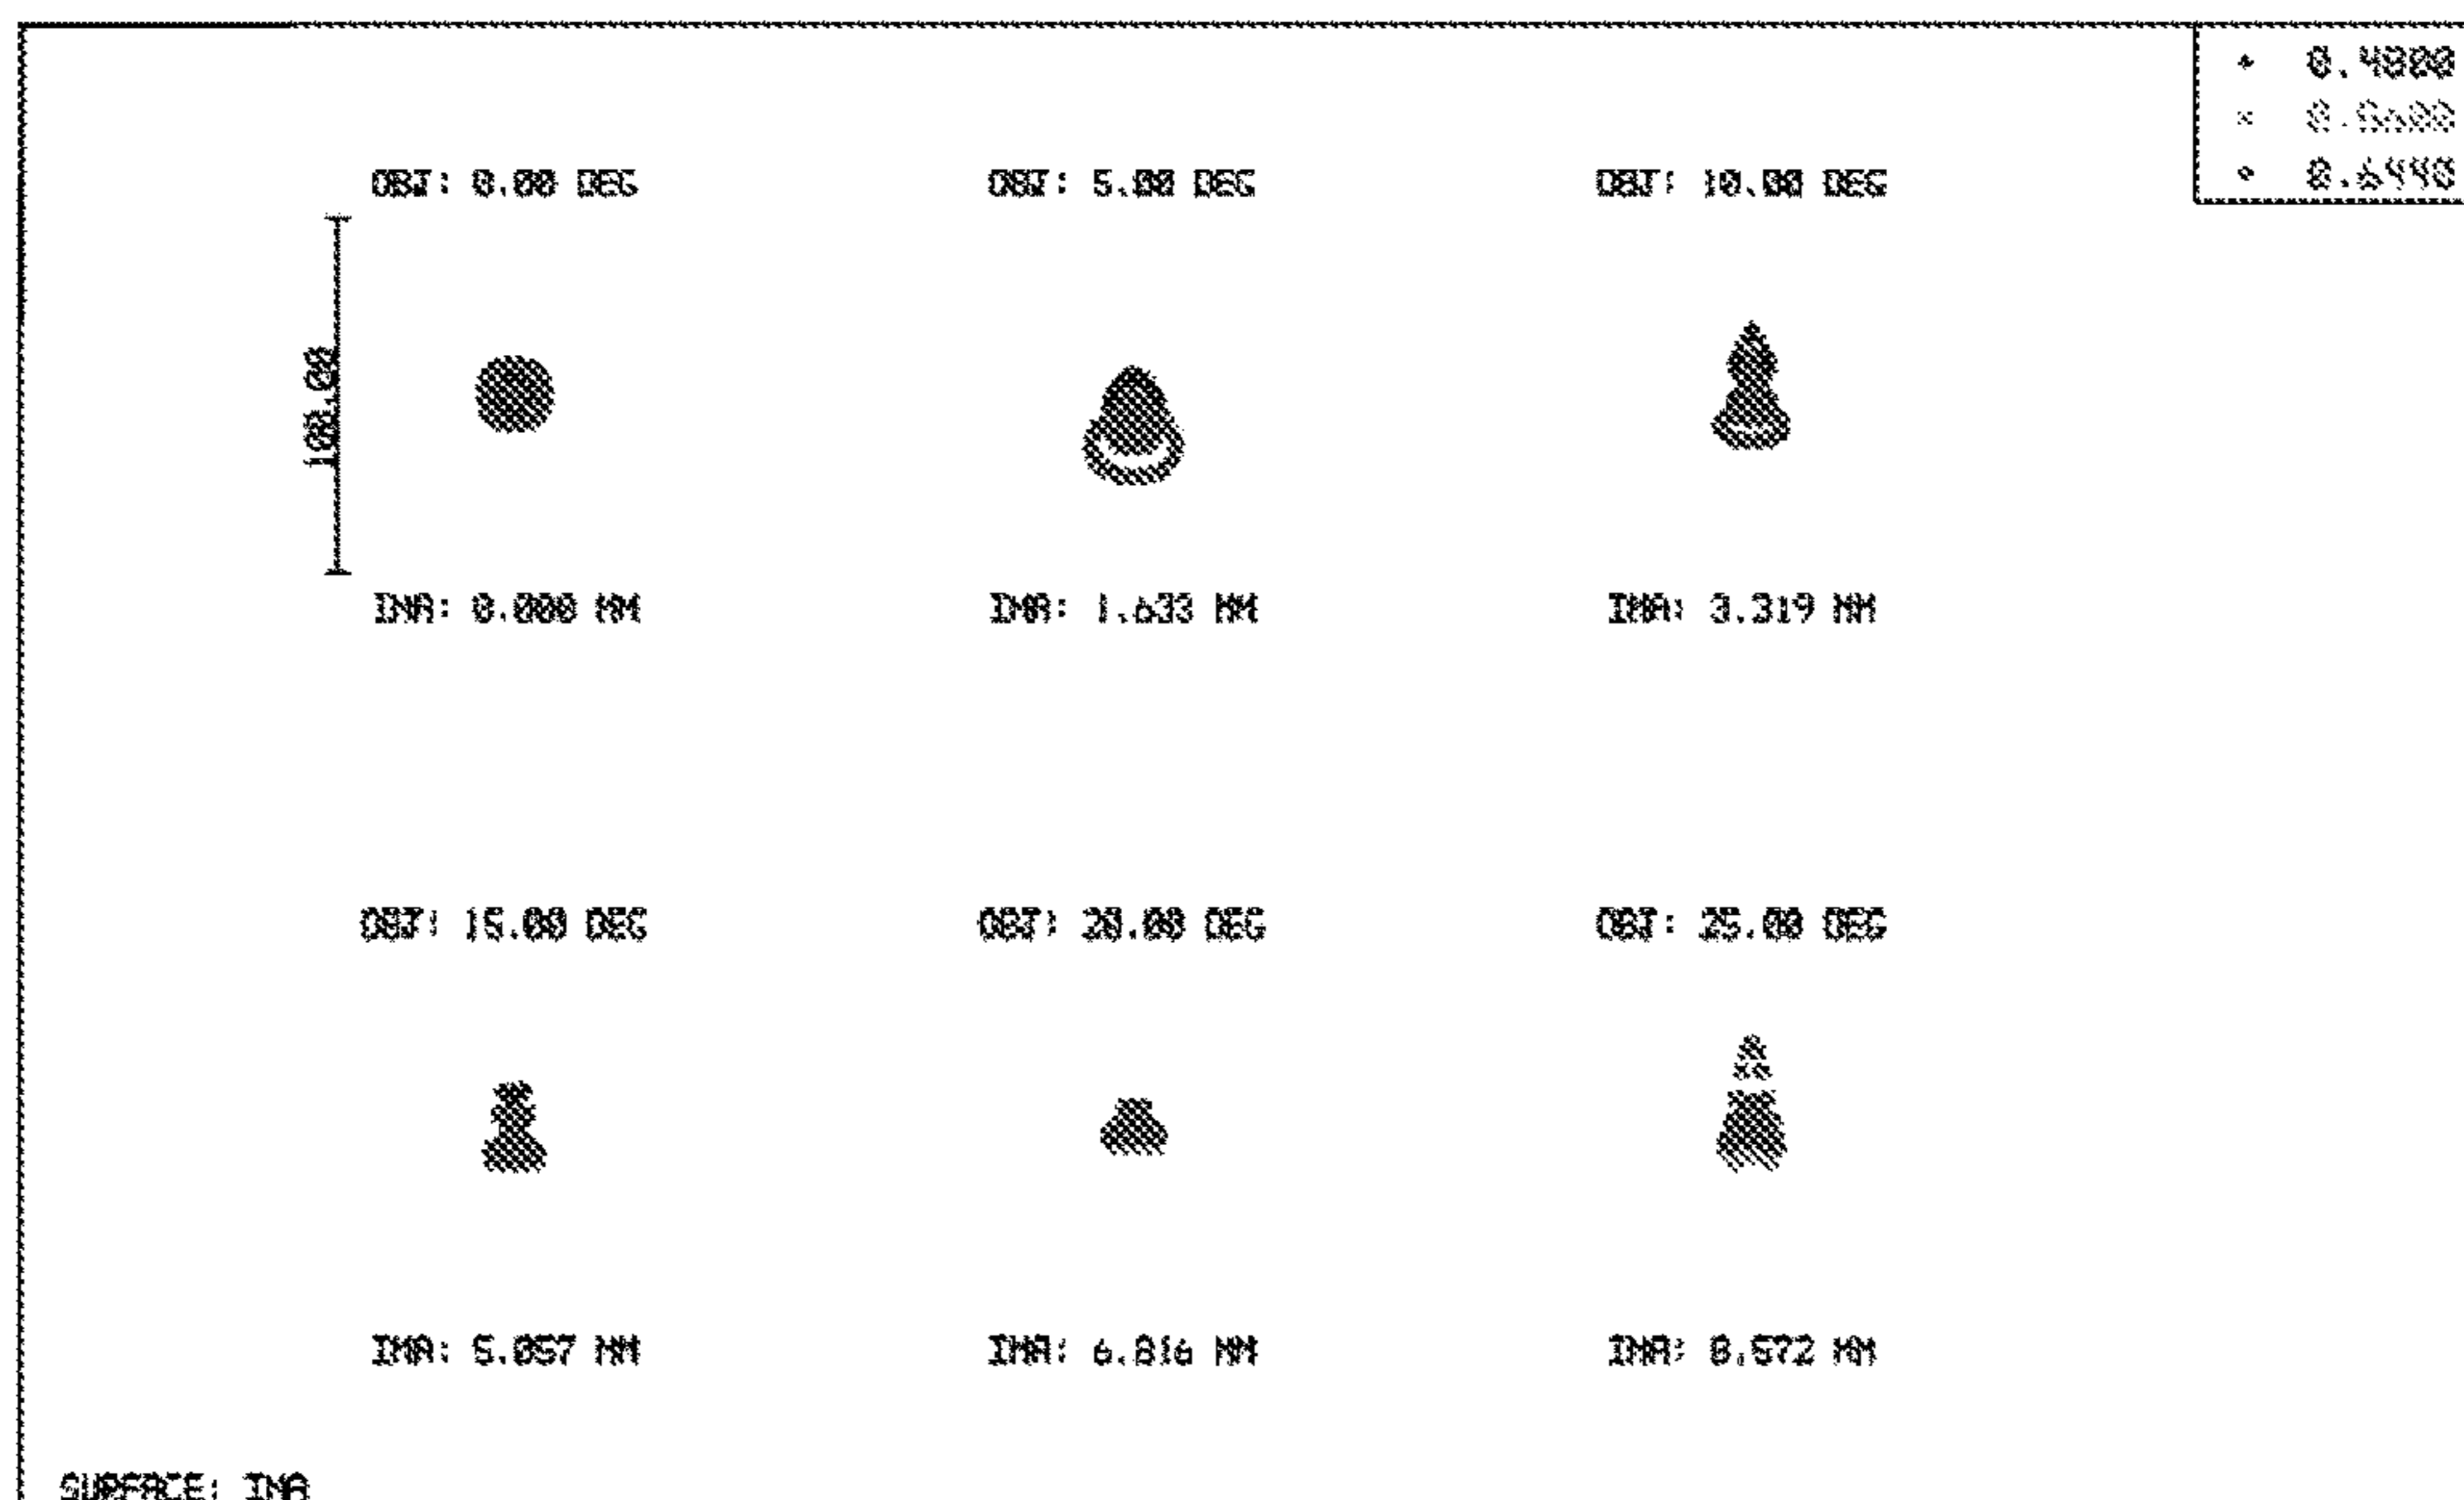 0.4800
0.6440
OBJ: 0.00 DEG
OBJ: 5.00 DEG
OBJ: 10.00 DEG
100.00
IMA: 0.000 MM
IMA: 1.633 MM
IMA: 3.319 MM
OBJ: 15.00 DEG
OBJ: 20.00 DEG
OBJ: 25.00 DEG
IMA: 5.057 MM
IMA: 6.816 MM
IMA: 8.572 MM
SURFACE: IMA